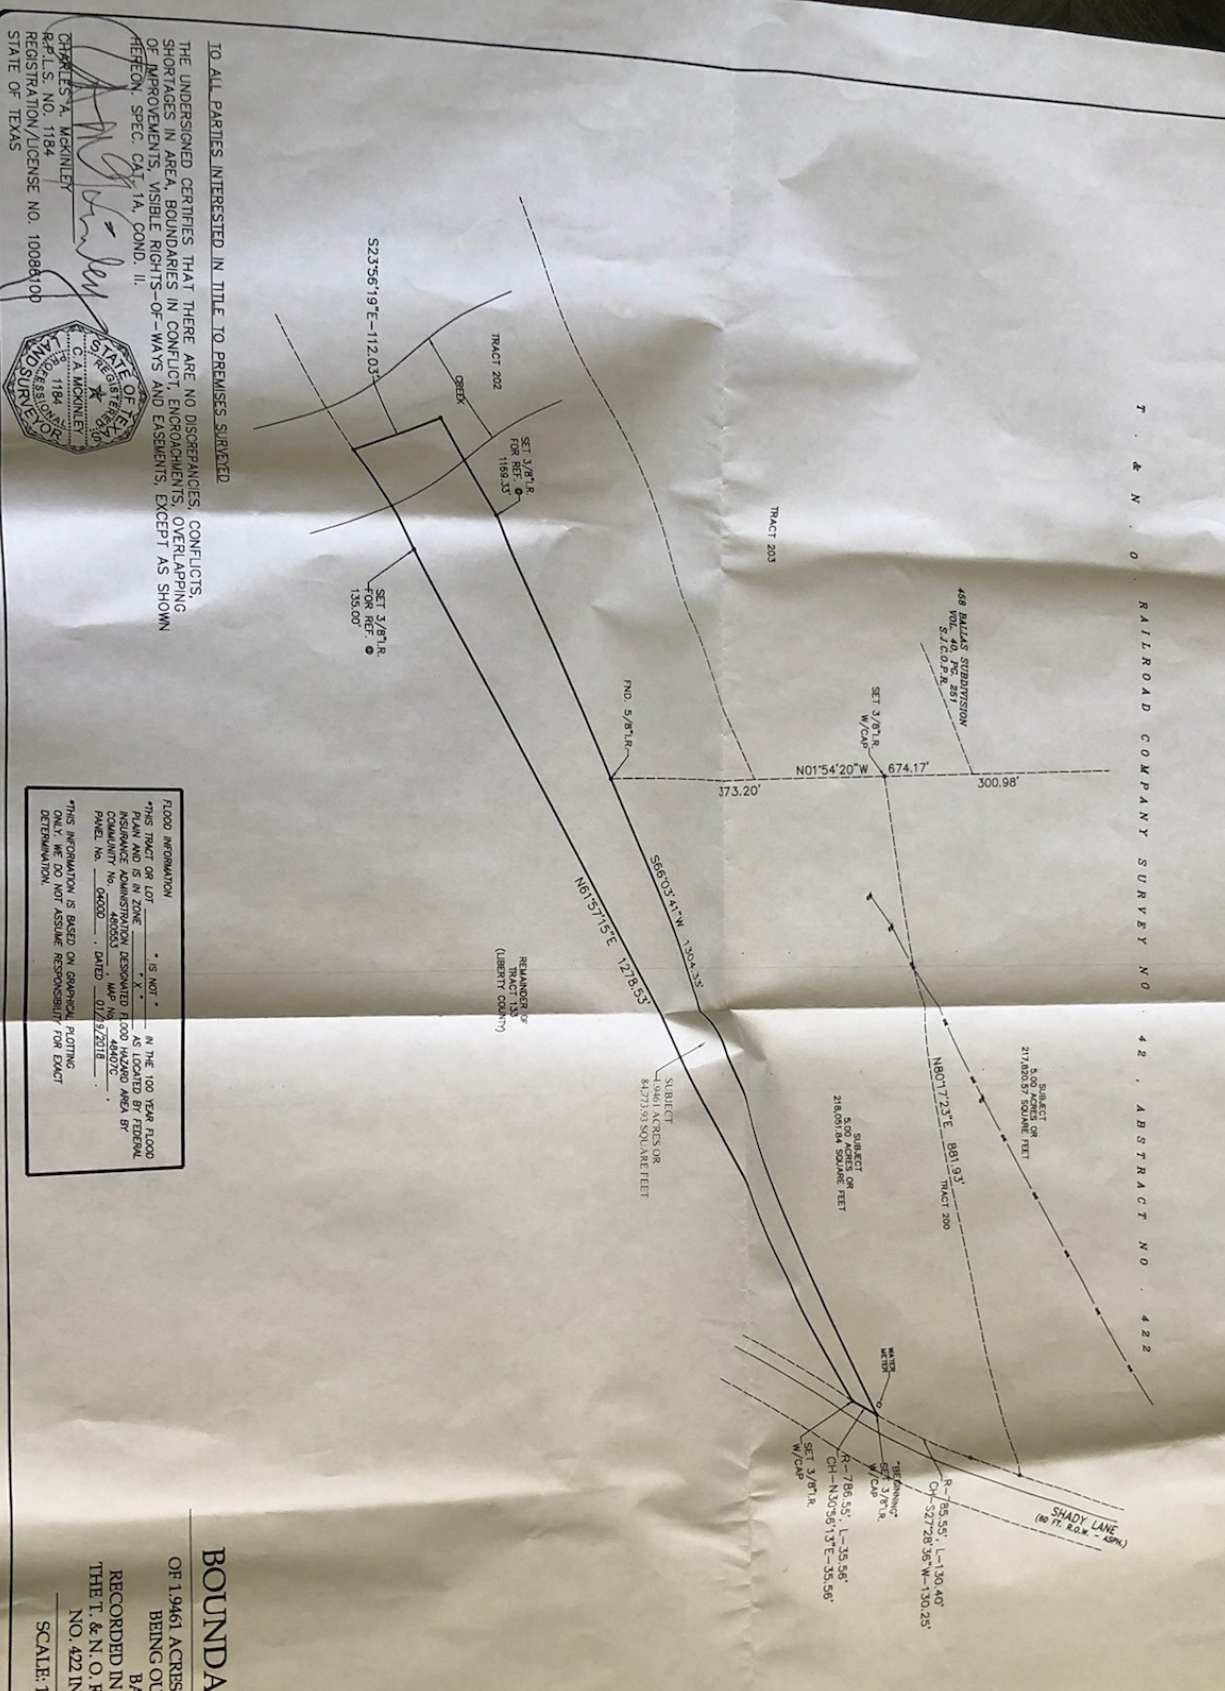 T. & N. O. RAILROAD COMPANY SURVEY NO. 42, ABSTRACT NO. 422
458 BALLAS SUBDIVISION
VOL. 40, PG. 251
S.J.C.O.P.R.
TRACT 203
SET 3/8"I.R.
W/CAP
N01°54'20"W 674.17'
300.98'
373.20'
SUBJECT
5.00 ACRES OR
217,820.57 SQUARE FEET
N80°17'23"E 881.93'
TRACT 200
SUBJECT
5.00 ACRES OR
218,051.84 SQUARE FEET
WATER
METER
SHADY LANE
(60 FT. R.O.W. - ASPH.)
R-785.55', L-130.40'
CH-S27°28'36"W-130.25'
"BEGINNING"
SET 3/8"I.R.
W/CAP
R-786.55', L-35.56'
CH-N30°56'13"E-35.56'
SET 3/8"I.R.
W/CAP
TRACT 202
CREEK
SET 3/8"I.R.
FOR REF. @
1169.33'
FND. 5/8"I.R.
S66°03'41"W 1304.33'
N61°57'15"E 1278.53'
S23°56'19"E-112.03'
SET 3/8"I.R.
FOR REF. @
135.00'
REMAINDER OF
TRACT 133
(LIBERTY COUNTY)
SUBJECT
1.9461 ACRES OR
84,773.93 SQUARE FEET
TO ALL PARTIES INTERESTED IN TITLE TO PREMISES SURVEYED
THE UNDERSIGNED CERTIFIES THAT THERE ARE NO DISCREPANCIES, CONFLICTS,
SHORTAGES IN AREA, BOUNDARIES IN CONFLICT, ENCROACHMENTS, OVERLAPPING
OF IMPROVEMENTS, VISIBLE RIGHTS-OF-WAYS AND EASEMENTS, EXCEPT AS SHOWN
HEREON. SPEC. CAT. 1A, COND. II.
CHARLES A. McKINLEY
R.P.L.S. NO. 1184
REGISTRATION/LICENSE NO. 10086100
STATE OF TEXAS
STATE OF TEXAS
REGISTERED
C. A. MCKINLEY
1184
PROFESSIONAL
LAND SURVEYOR
FLOOD INFORMATION
*THIS TRACT OR LOT " IS NOT " IN THE 100 YEAR FLOOD
PLAIN AND IS IN ZONE " X " AS LOCATED BY FEDERAL
INSURANCE ADMINISTRATION DESIGNATED FLOOD HAZARD AREA BY
COMMUNITY No. 480553, MAP No. 48407C,
PANEL No. 0400D, DATED 01/19/2018.
*THIS INFORMATION IS BASED ON GRAPHICAL PLOTTING
ONLY. WE DO NOT ASSUME RESPONSIBILITY FOR EXACT
DETERMINATION.
BOUNDA
OF 1.9461 ACRES
BEING OU
BA
RECORDED IN
THE T. & N. O. R
NO. 422 IN
SCALE: 1